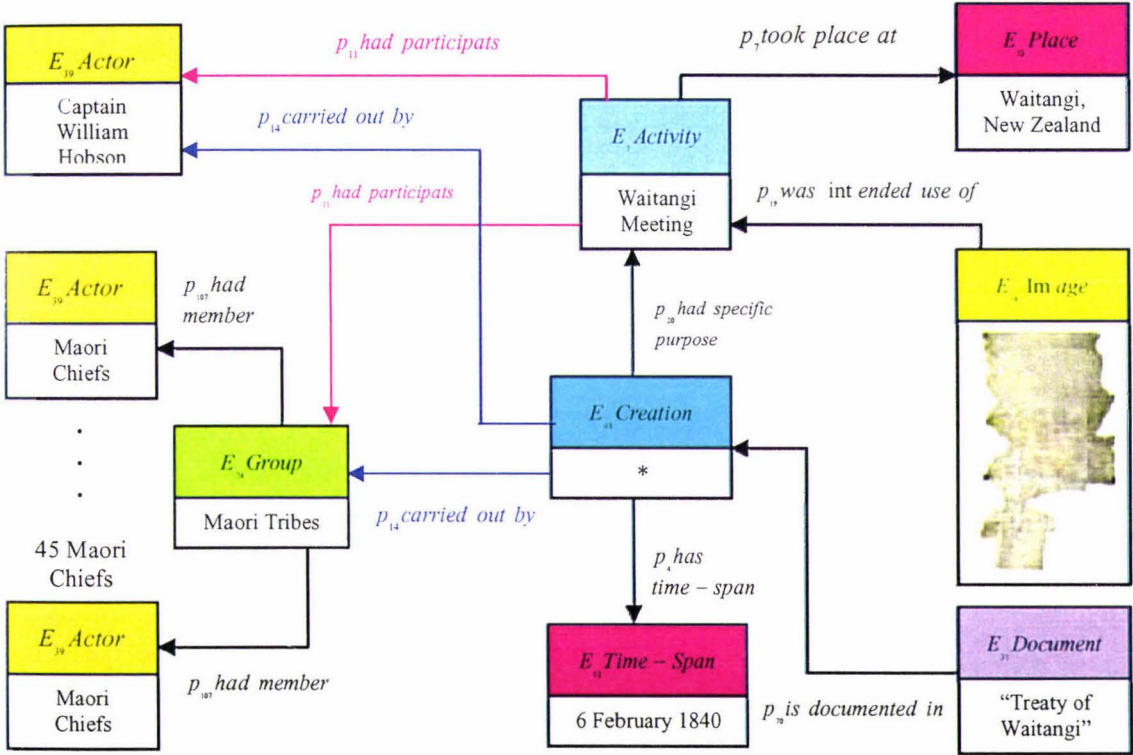 E39 Actor
Captain
William
Hobson
p11 had participats
p14 carried out by
p11 had participats
E7 Activity
Waitangi
Meeting
p7 took place at
E53 Place
Waitangi,
New Zealand
p19 was int ended use of
Im age
E39 Actor
Maori
Chiefs
p107 had
member
.
.
.
45 Maori
Chiefs
E74 Group
Maori Tribes
p20 had specific
purpose
E65 Creation
*
p14 carried out by
p4 has
time – span
E39 Actor
Maori
Chiefs
p107 had member
E52 Time – Span
6 February 1840
p70 is documented in
E31 Document
“Treaty of
Waitangi”